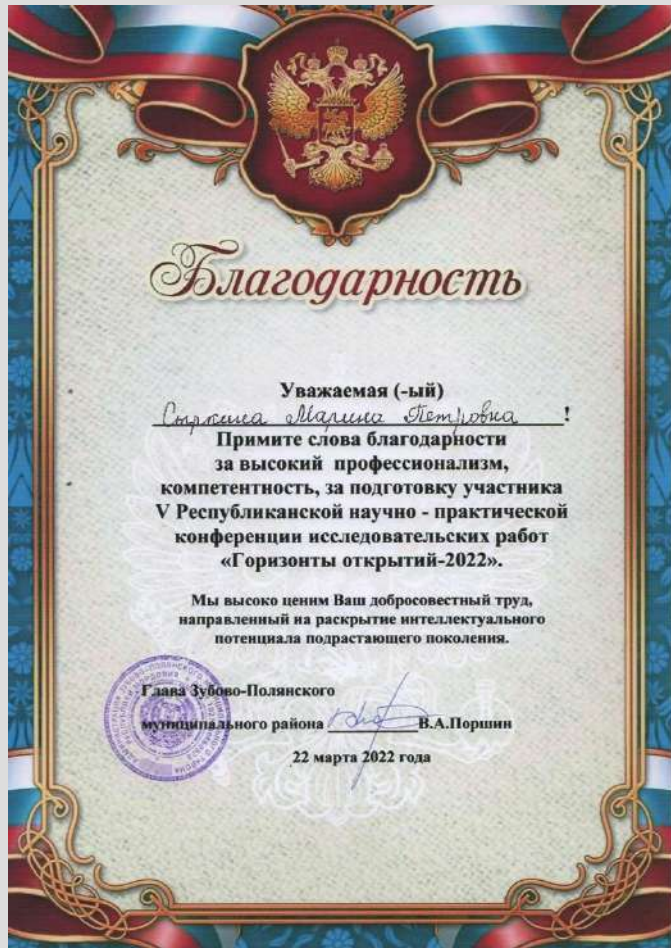 Благодарность
Уважаемая (-ый)
Сыркина Марина Петровна !
Примите слова благодарности
за высокий профессионализм,
компетентность, за подготовку участника
V Республиканской научно - практической
конференции исследовательских работ
«Горизонты открытий-2022».
Мы высоко ценим Ваш добросовестный труд,
направленный на раскрытие интеллектуального
потенциала подрастающего поколения.
Глава Зубово-Полянского
муниципального района В.А.Поршин
22 марта 2022 года